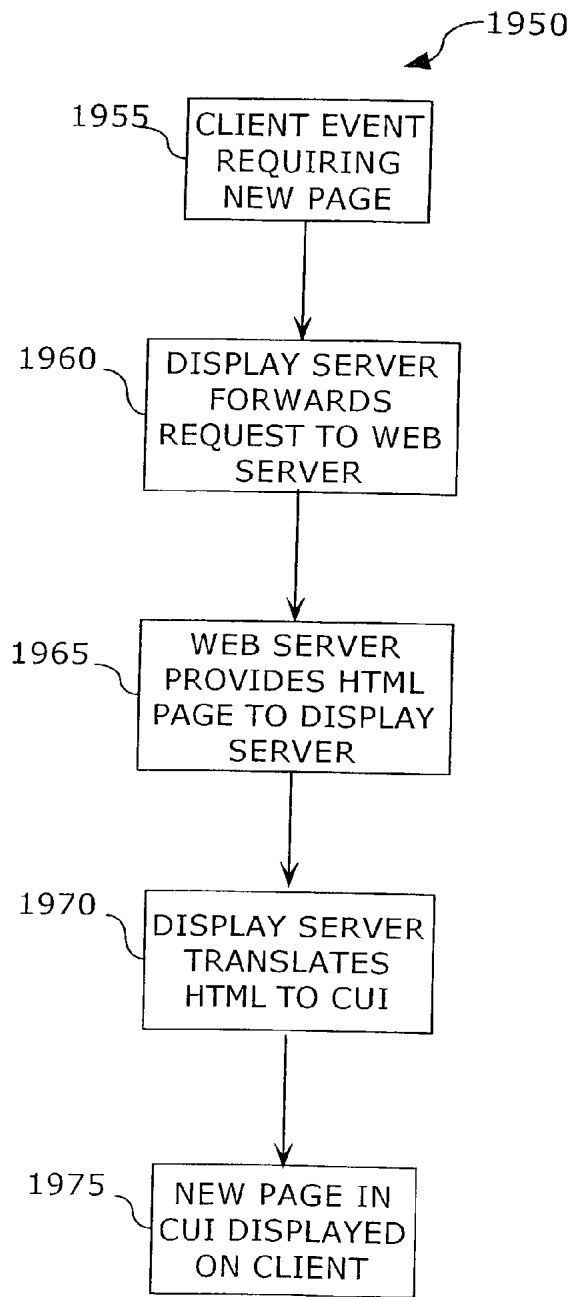 1950
1955
CLIENT EVENT
REQUIRING
NEW PAGE
1960
DISPLAY SERVER
FORWARDS
REQUEST TO WEB
SERVER
1965
WEB SERVER
PROVIDES HTML
PAGE TO DISPLAY
SERVER
1970
DISPLAY SERVER
TRANSLATES
HTML TO CUI
1975
NEW PAGE IN
CUI DISPLAYED
ON CLIENT